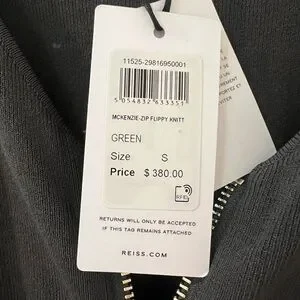 11525-29816950001
5 054832 633351
MCKENZIE-ZIP FLIPPY KNITT
GREEN
Size S
Price $ 380.00
RFID
RETURNS WILL ONLY BE ACCEPTED
IF THIS TAG REMAINS ATTACHED
REISS.COM